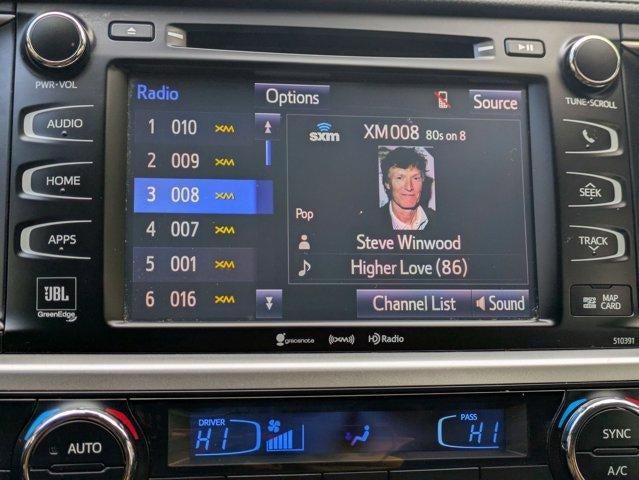 PWR·VOL
AUDIO
HOME
APPS
JBL
GreenEdge
Radio
Options
Source
1 010 XM
2 009 XM
3 008 XM
4 007 XM
5 001 XM
6 016 XM
sxm
XM008 80s on 8
Pop
Steve Winwood
Higher Love (86)
Channel List
Sound
TUNE·SCROLL
SEEK
TRACK
MAP
CARD
gracenote
((XM))
HD Radio
510391
AUTO
DRIVER
HI
PASS
HI
SYNC
A/C